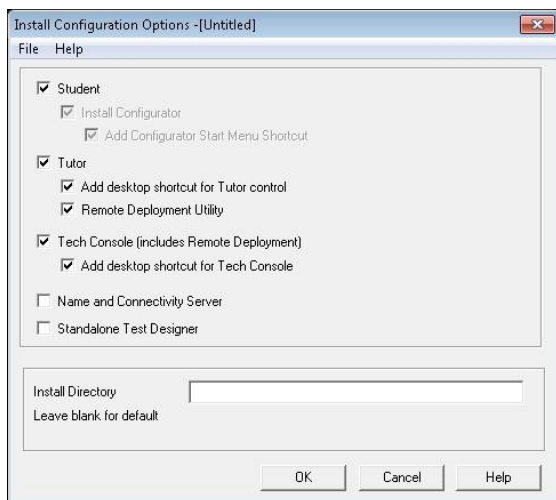 Install Configuration Options -[Untitled]
File Help
Student
Install Configurator
Add Configurator Start Menu Shortcut
Tutor
Add desktop shortcut for Tutor control
Remote Deployment Utility
Tech Console (includes Remote Deployment)
Add desktop shortcut for Tech Console
Name and Connectivity Server
Standalone Test Designer
Install Directory
Leave blank for default
OK Cancel Help